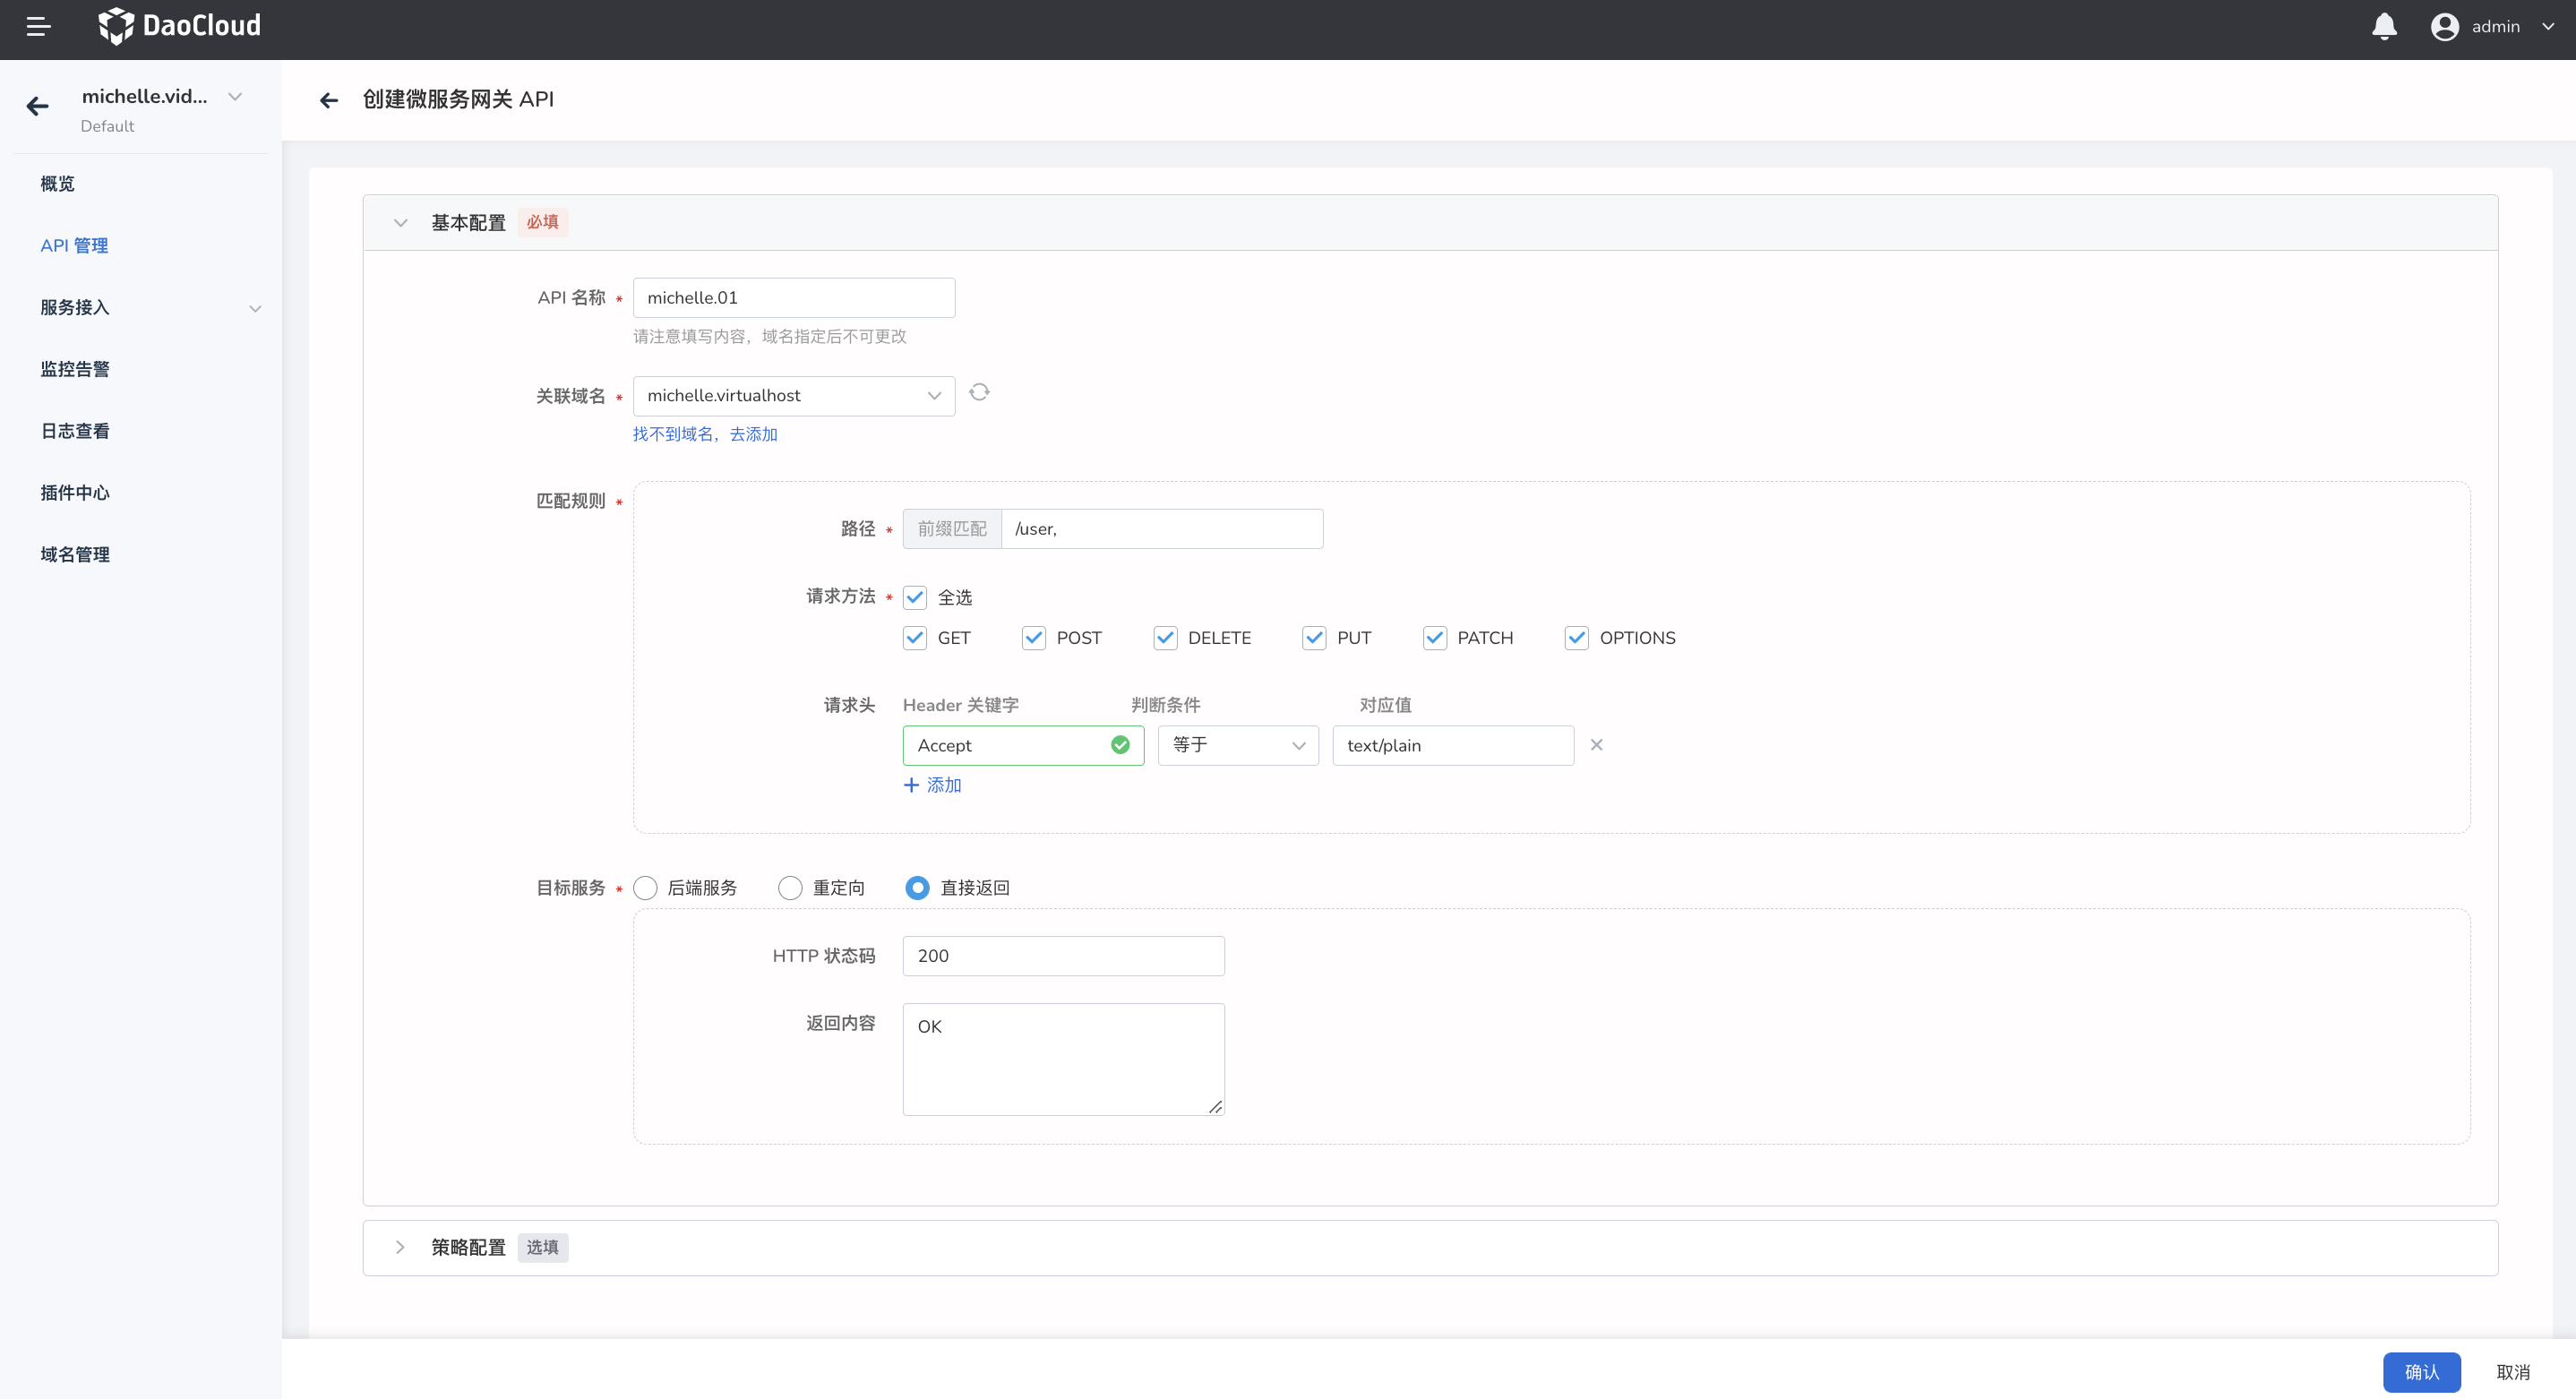 DaoCloud
admin
michelle.vid...
Default
概览
API 管理
服务接入
监控告警
日志查看
插件中心
域名管理
创建微服务网关 API
基本配置 必填
API 名称 * michelle.01
请注意填写内容，域名指定后不可更改
关联域名 * michelle.virtualhost
找不到域名，去添加
匹配规则 *
路径 * 前缀匹配 /user,
请求方法 * 全选
GET POST DELETE PUT PATCH OPTIONS
请求头 Header 关键字 判断条件 对应值
Accept 等于 text/plain
+ 添加
目标服务 * 后端服务 重定向 直接返回
HTTP 状态码 200
返回内容 OK
策略配置 选填
确认 取消